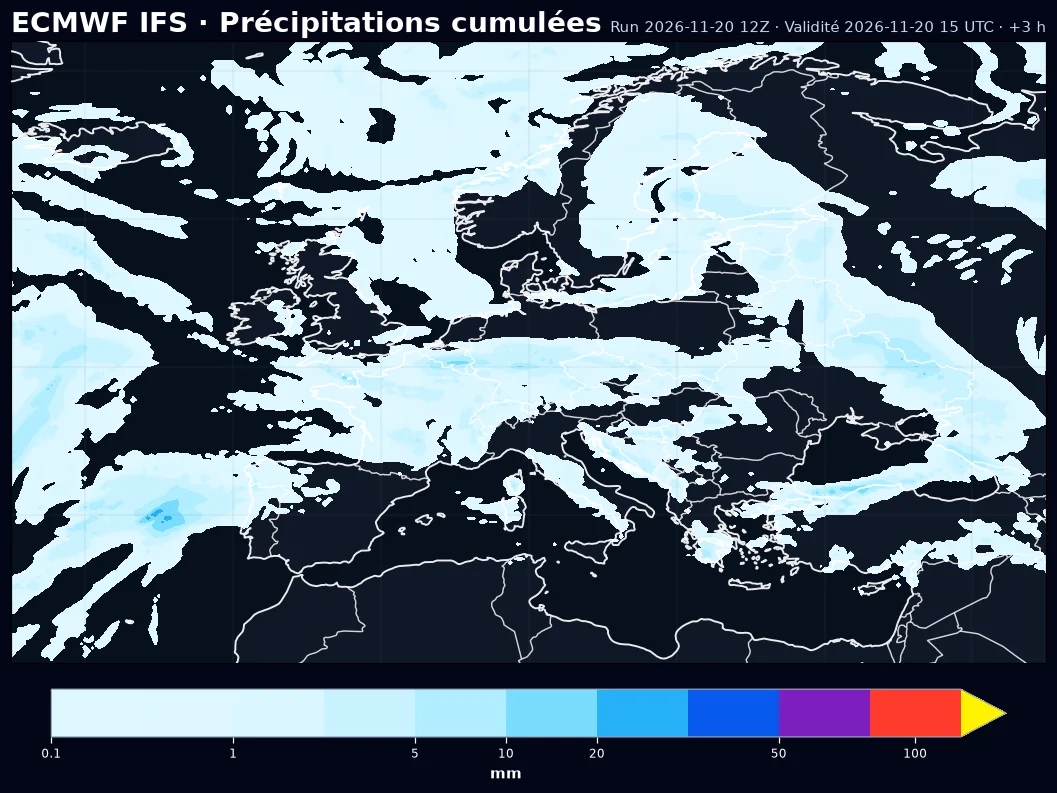 ECMWF IFS · Précipitations cumulées Run 2026-11-20 12Z · Validité 2026-11-20 15 UTC · +3 h
0.1 1 5 10 20 50 100
mm